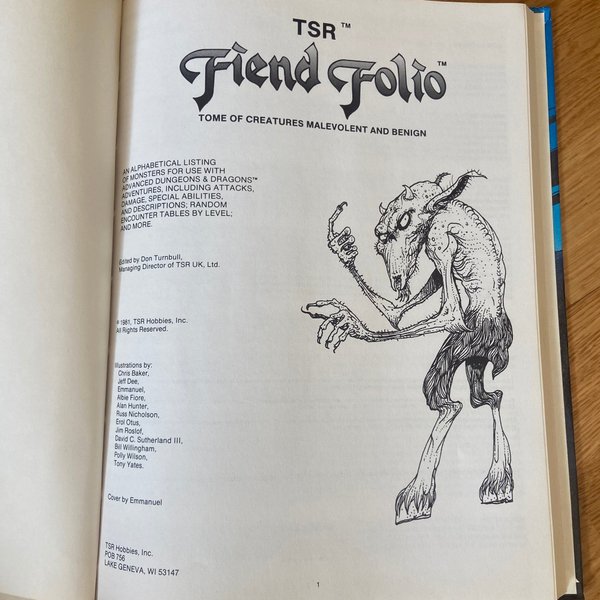 TSR ™
Fiend Folio™
TOME OF CREATURES MALEVOLENT AND BENIGN
AN ALPHABETICAL LISTING
OF MONSTERS FOR USE WITH
ADVANCED DUNGEONS & DRAGONS™
ADVENTURES, INCLUDING ATTACKS,
DAMAGE, SPECIAL ABILITIES,
AND DESCRIPTIONS; RANDOM
ENCOUNTER TABLES BY LEVEL;
AND MORE.
Edited by Don Turnbull,
Managing Director of TSR UK, Ltd.
© 1981, TSR Hobbies, Inc.
All Rights Reserved.
Illustrations by:
Chris Baker,
Jeff Dee,
Emmanuel,
Albie Fiore,
Alan Hunter,
Russ Nicholson,
Erol Otus,
Jim Roslof,
David C. Sutherland III,
Bill Willingham,
Polly Wilson,
Tony Yates.
Cover by Emmanuel
TSR Hobbies, Inc.
POB 756
LAKE GENEVA, WI 53147
1